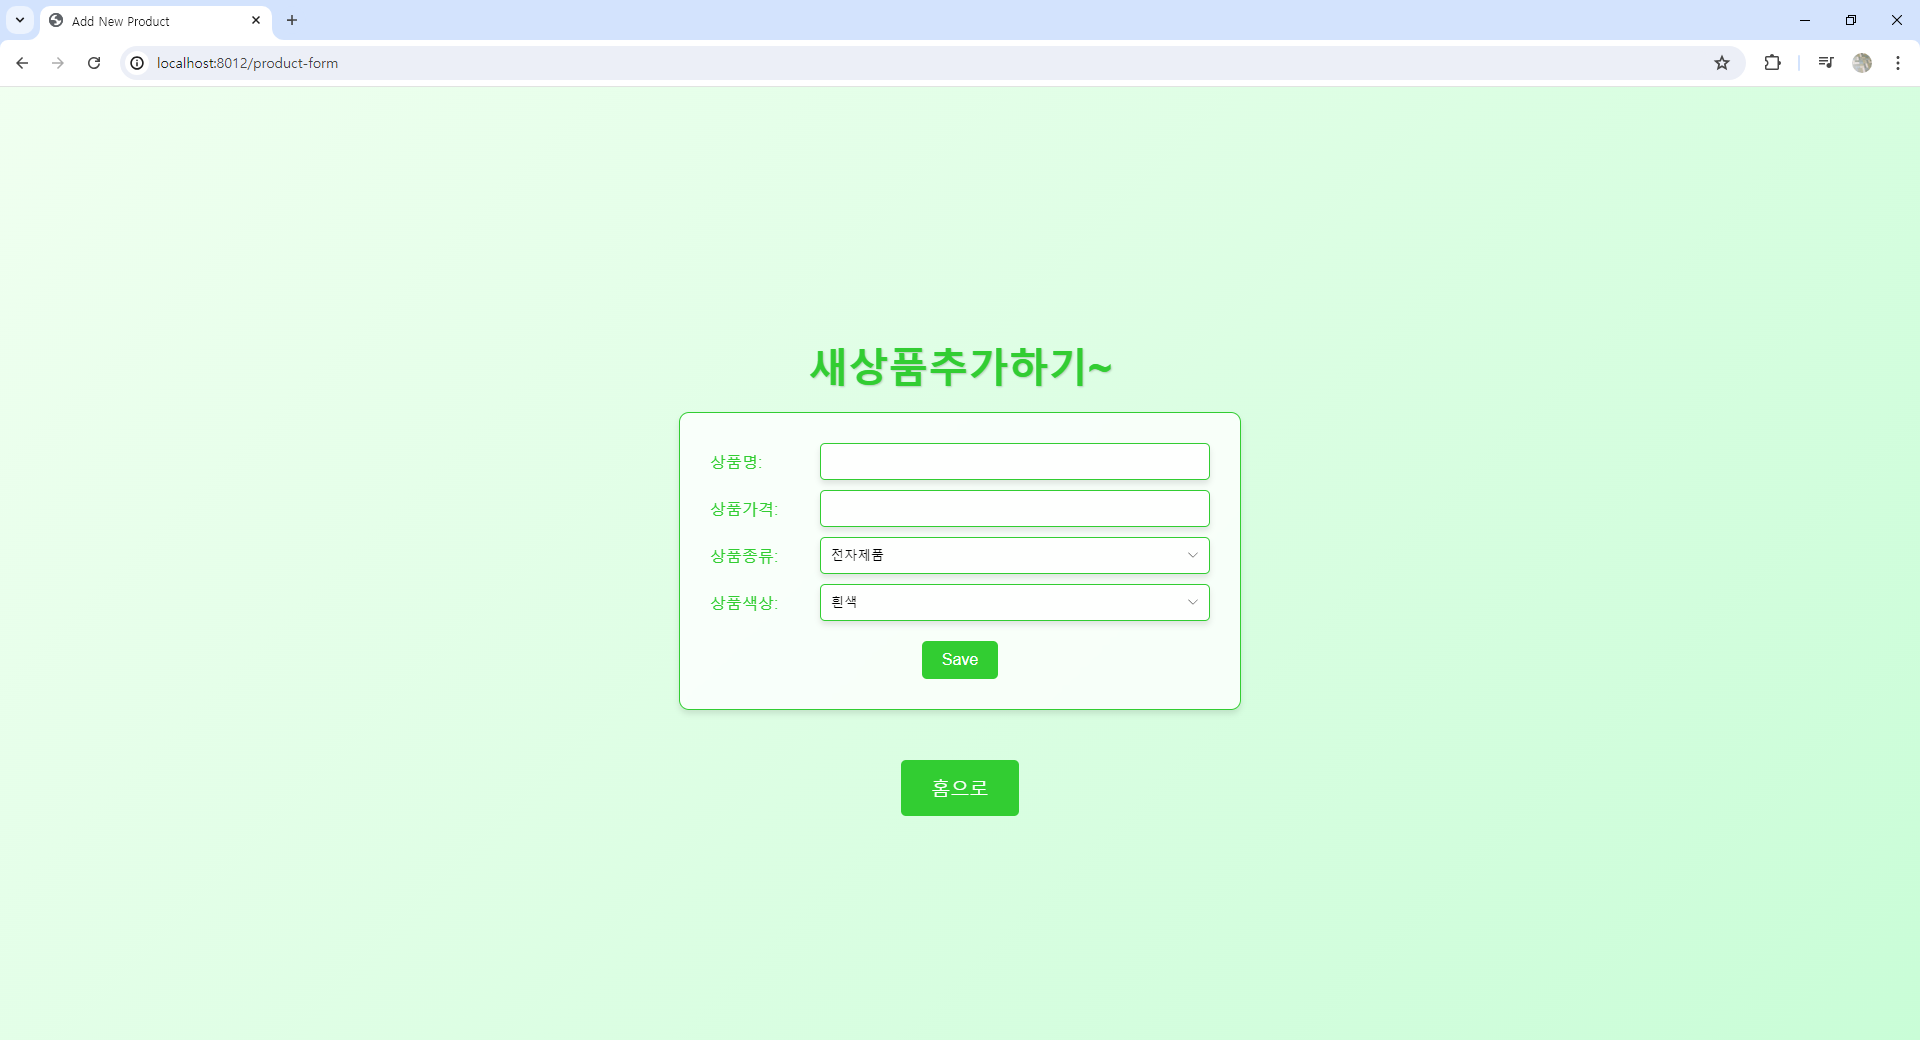 Add New Product
localhost:8012/product-form
새상품추가하기~
상품명:
상품가격:
상품종류: 전자제품
상품색상: 흰색
Save
홈으로